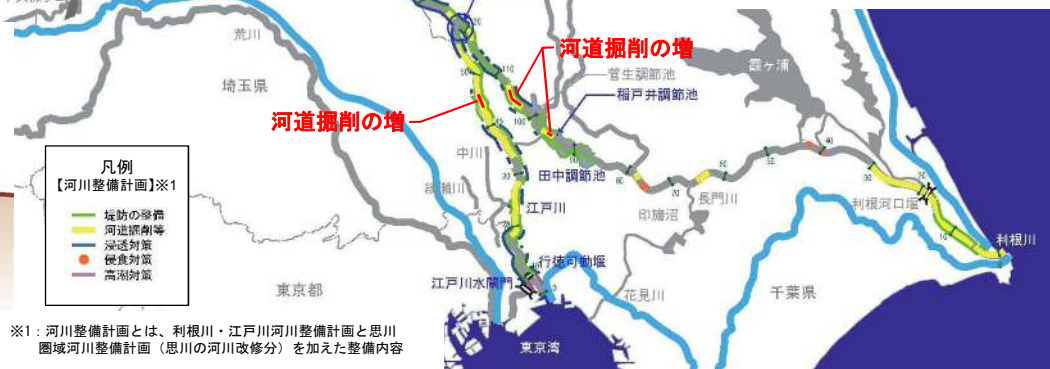 荒川
埼玉県
河道掘削の増
河道掘削の増
菅生調節池
稲戸井調節池
霞ヶ浦
中川
綾瀬川
田中調節池
江戸川
印旛沼
長門川
利根河口堰
利根川
行徳可動堰
江戸川水閘門
東京都
花見川
千葉県
東京湾
凡例
【河川整備計画】※1
堤防の整備
河道掘削等
浸透対策
侵食対策
高潮対策
※1：河川整備計画とは、利根川・江戸川河川整備計画と思川
圏域河川整備計画（思川の河川改修分）を加えた整備内容